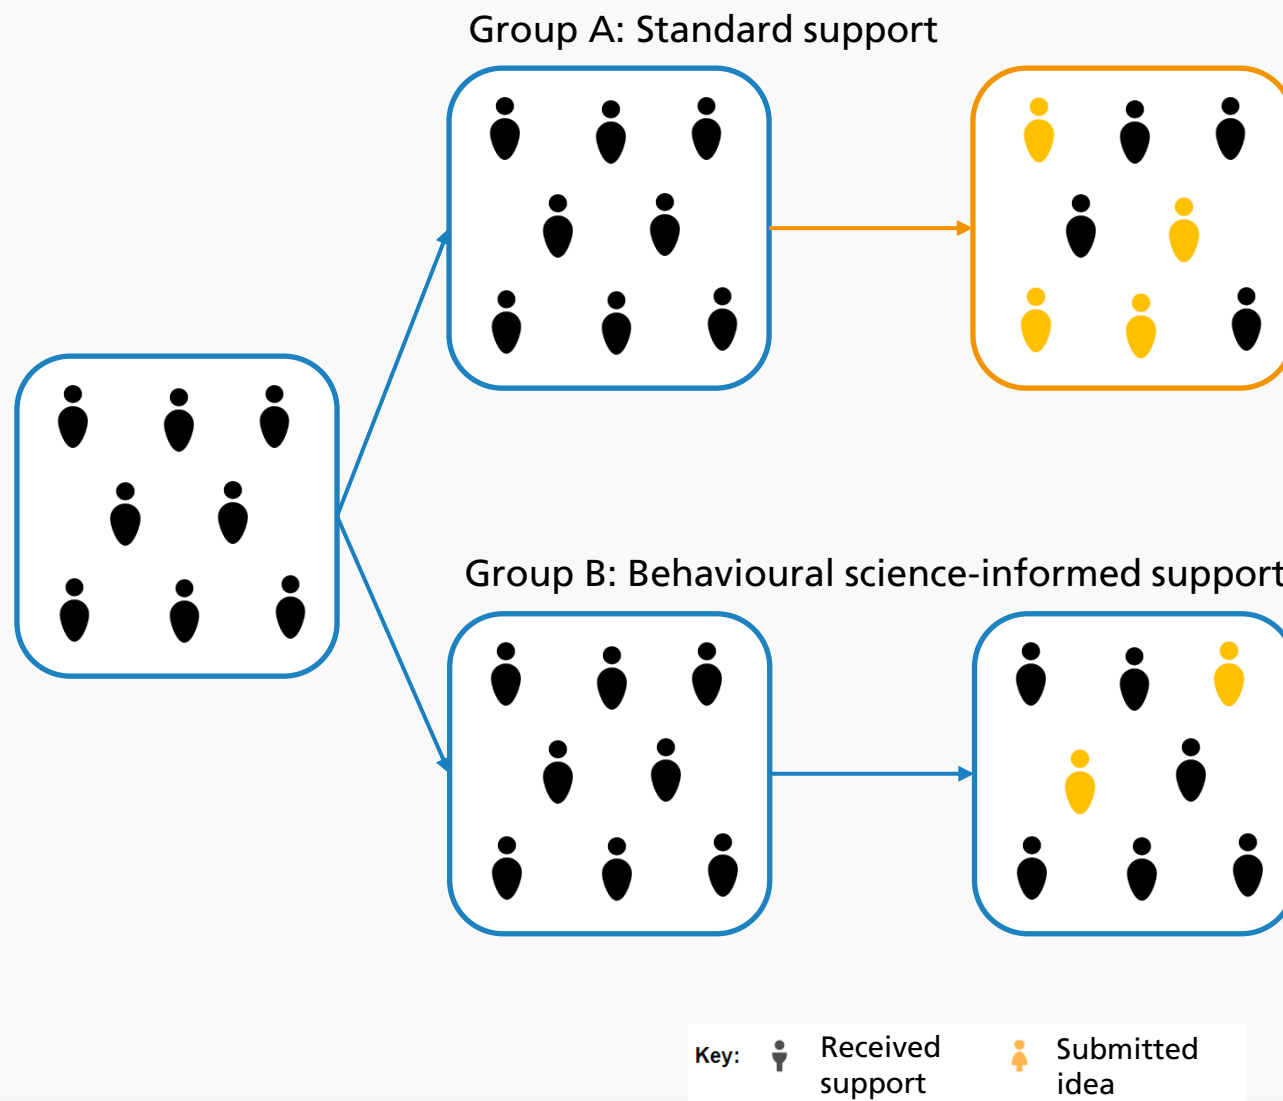 Group A: Standard support
Group B: Behavioural science-informed support
Key:
Received
support
Submitted
idea